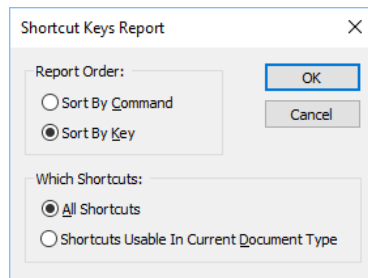 Shortcut Keys Report
Report Order:
Sort By Command
Sort By Key
OK
Cancel
Which Shortcuts:
All Shortcuts
Shortcuts Usable In Current Document Type